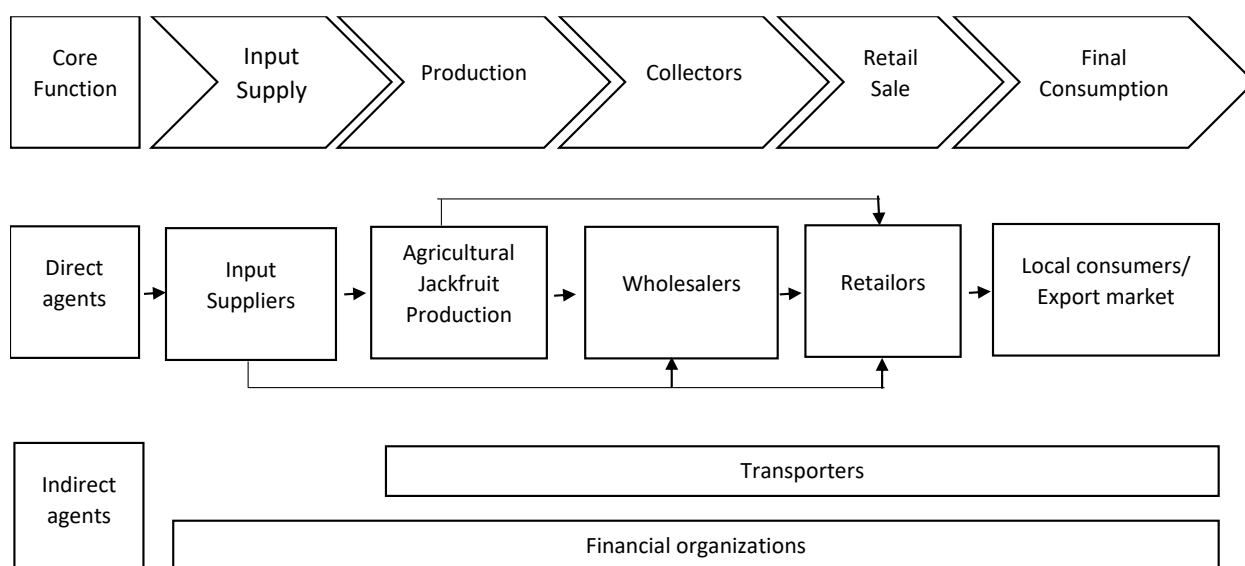 Core
Function
Input
Supply
Production
Collectors
Retail
Sale
Final
Consumption
Direct
agents
Input
Suppliers
Agricultural
Jackfruit
Production
Wholesalers
Retailors
Local consumers/
Export market
Indirect
agents
Transporters
Financial organizations